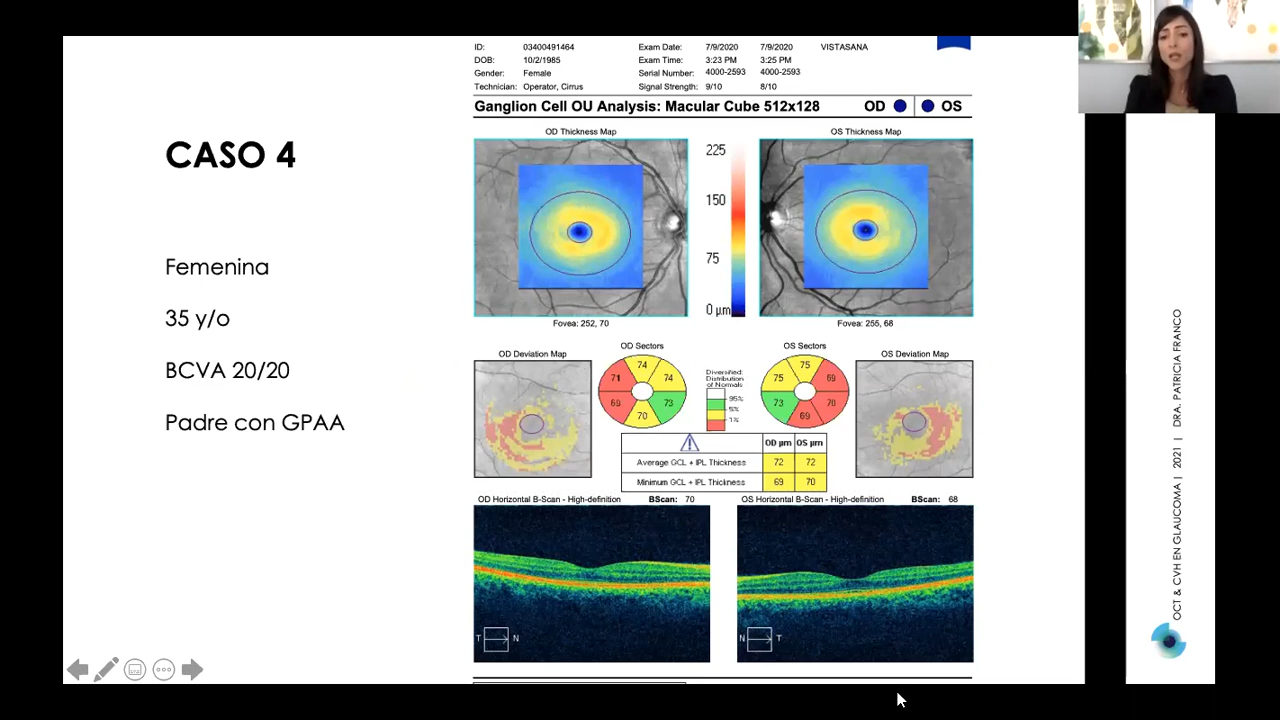 CASO 4
Femenina
35 y/o
BCVA 20/20
Padre con GPAA
ID: 03400491464 Exam Date: 7/9/2020 7/9/2020 VISTASANA
DOB: 10/2/1985 Exam Time: 3:23 PM 3:25 PM
Gender: Female Serial Number: 4000-2593 4000-2593
Technician: Operator, Cirrus Signal Strength: 9/10 8/10
Ganglion Cell OU Analysis: Macular Cube 512x128 OD OS
OD Thickness Map OS Thickness Map
225
150
75
0 µm
Fovea: 252, 70 Fovea: 255, 68
OD Deviation Map OD Sectors OS Sectors OS Deviation Map
74
71 74
69 73
70
Diversified:
Distribution
of Normals
95%
5%
1%
75
75 69
73 70
69
OD µm OS µm
Average GCL + IPL Thickness 72 72
Minimum GCL + IPL Thickness 69 70
OD Horizontal B-Scan - High-definition BScan: 70 OS Horizontal B-Scan - High-definition BScan: 68
T N
N T
OCT & CVH EN GLAUCOMA | 2021 | DRA. PATRICIA FRANCO